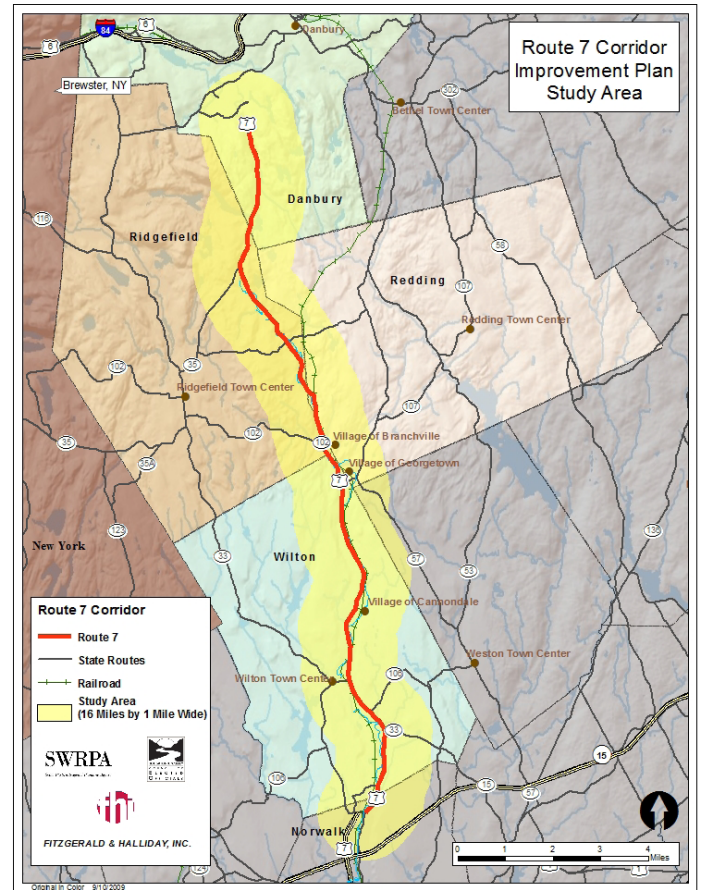 84
6
6
Danbury
Route 7 Corridor
Improvement Plan
Study Area
Brewster, NY
302
7
Bethel Town Center
Danbury
116
Ridgefield
58
Redding
107
Redding Town Center
35
102
Ridgefield Town Center
107
102
102
Village of Branchville
35
35A
Village of Georgetown
7
123
New York
33
Wilton
57
53
136
Village of Cannondale
Route 7 Corridor
Route 7
State Routes
Railroad
Study Area
(16 Miles by 1 Mile Wide)
Weston Town Center
Wilton Town Center
106
33
SWRPA
15
106
15
57
7
FITZGERALD & HALLIDAY, INC.
Norwalk
7
0 1 2 3 4
Miles
124
1
Original in Color 9/10/2009